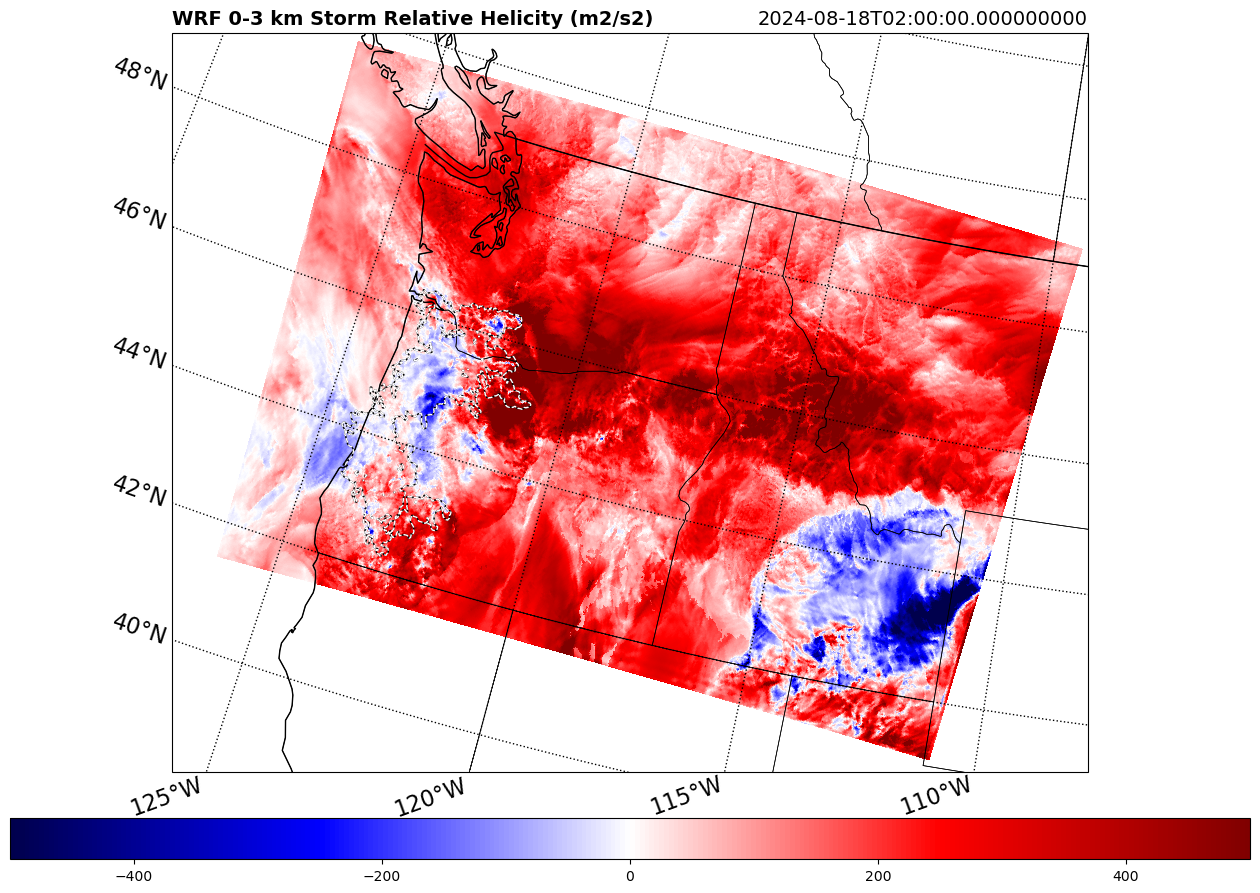 WRF 0-3 km Storm Relative Helicity (m2/s2) 2024-08-18T02:00:00.000000000
48°N
46°N
44°N
42°N
40°N
125°W 120°W 115°W 110°W
−400 −200 0 200 400